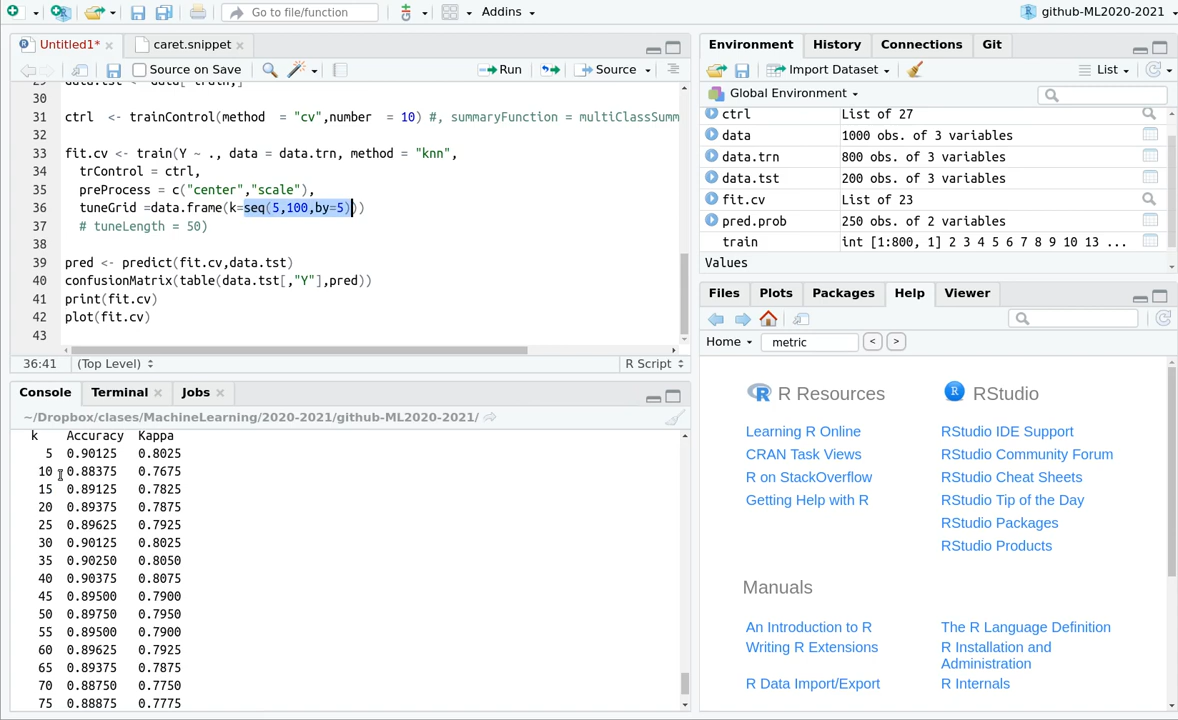 Go to file/function
Addins
github-ML2020-2021
Untitled1*
caret.snippet
Source on Save
Run
Source
30
31 ctrl <- trainControl(method = "cv",number = 10) #, summaryFunction = multiClassSumm
32
33 fit.cv <- train(Y ~ ., data = data.trn, method = "knn",
34 trControl = ctrl,
35 preProcess = c("center","scale"),
36 tuneGrid =data.frame(k=seq(5,100,by=5)))
37 # tuneLength = 50)
38
39 pred <- predict(fit.cv,data.tst)
40 confusionMatrix(table(data.tst[,"Y"],pred))
41 print(fit.cv)
42 plot(fit.cv)
43
36:41 (Top Level) R Script
Console Terminal Jobs
~/Dropbox/clases/MachineLearning/2020-2021/github-ML2020-2021/
k Accuracy Kappa
5 0.90125 0.8025
10 0.88375 0.7675
15 0.89125 0.7825
20 0.89375 0.7875
25 0.89625 0.7925
30 0.90125 0.8025
35 0.90250 0.8050
40 0.90375 0.8075
45 0.89500 0.7900
50 0.89750 0.7950
55 0.89500 0.7900
60 0.89625 0.7925
65 0.89375 0.7875
70 0.88750 0.7750
75 0.88875 0.7775
Environment History Connections Git
Import Dataset
List
Global Environment
ctrl List of 27
data 1000 obs. of 3 variables
data.trn 800 obs. of 3 variables
data.tst 200 obs. of 3 variables
fit.cv List of 23
pred.prob 250 obs. of 2 variables
train int [1:800, 1] 2 3 4 5 6 7 8 9 10 13 ...
Values
Files Plots Packages Help Viewer
Home metric < >
R Resources
Learning R Online
CRAN Task Views
R on StackOverflow
Getting Help with R
RStudio
RStudio IDE Support
RStudio Community Forum
RStudio Cheat Sheets
RStudio Tip of the Day
RStudio Packages
RStudio Products
Manuals
An Introduction to R
Writing R Extensions
R Data Import/Export
The R Language Definition
R Installation and
Administration
R Internals